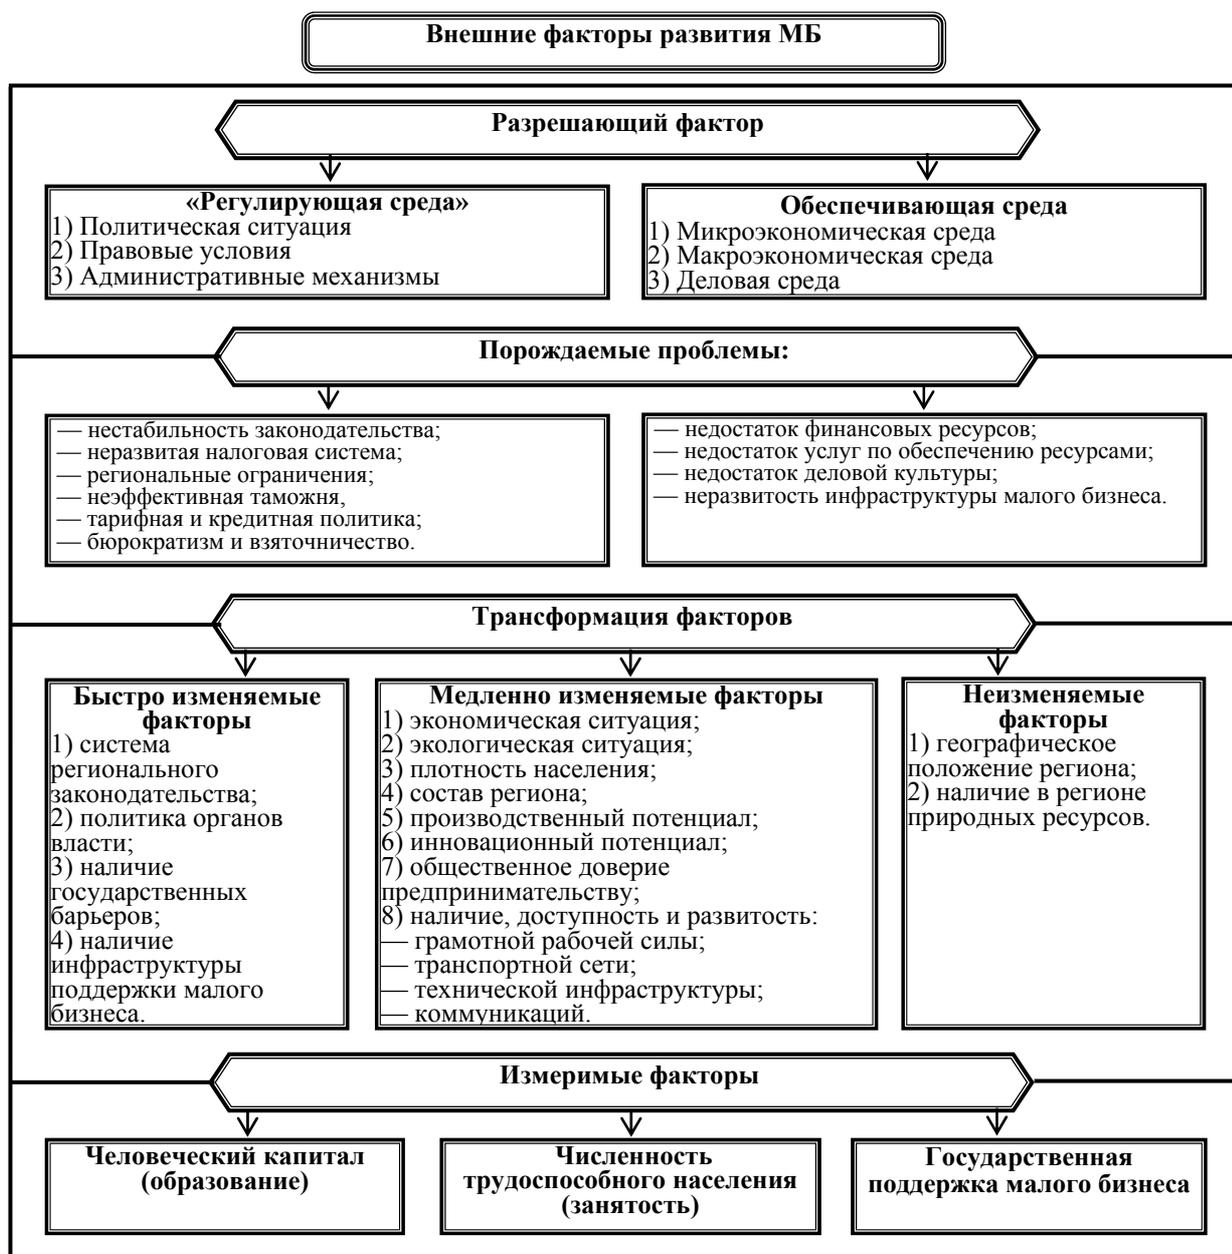 Внешние факторы развития МБ
Разрешающий фактор
«Регулирующая среда»
1) Политическая ситуация
2) Правовые условия
3) Административные механизмы
Обеспечивающая среда
1) Микроэкономическая среда
2) Макроэкономическая среда
3) Деловая среда
Порождаемые проблемы:
— нестабильность законодательства;
— неразвитая налоговая система;
— региональные ограничения;
— неэффективная таможня,
— тарифная и кредитная политика;
— бюрократизм и взяточничество.
— недостаток финансовых ресурсов;
— недостаток услуг по обеспечению ресурсами;
— недостаток деловой культуры;
— неразвитость инфраструктуры малого бизнеса.
Трансформация факторов
Быстро изменяемые
факторы
1) система
регионального
законодательства;
2) политика органов
власти;
3) наличие
государственных
барьеров;
4) наличие
инфраструктуры
поддержки малого
бизнеса.
Медленно изменяемые факторы
1) экономическая ситуация;
2) экологическая ситуация;
3) плотность населения;
4) состав региона;
5) производственный потенциал;
6) инновационный потенциал;
7) общественное доверие
предпринимательству;
8) наличие, доступность и развитость:
— грамотной рабочей силы;
— транспортной сети;
— технической инфраструктуры;
— коммуникаций.
Неизменяемые
факторы
1) географическое
положение региона;
2) наличие в регионе
природных ресурсов.
Измеримые факторы
Человеческий капитал
(образование)
Численность
трудоспособного населения
(занятость)
Государственная
поддержка малого бизнеса